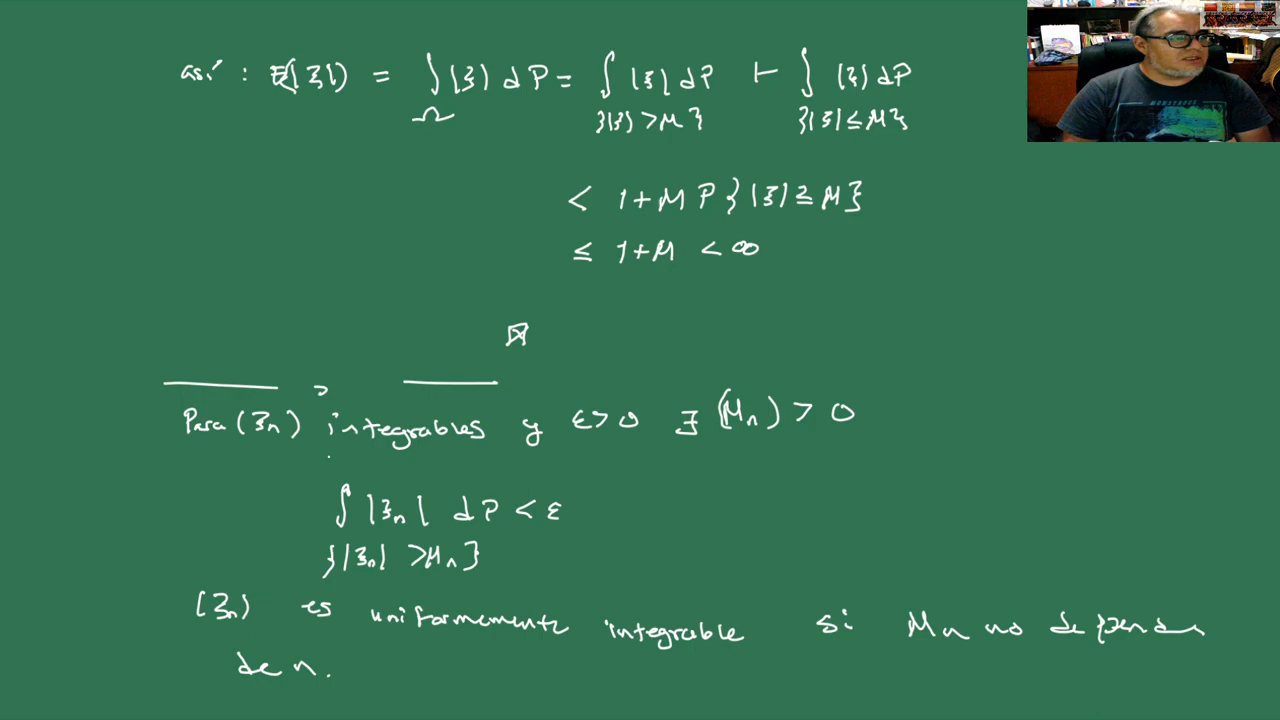 así : E(|ξ|) = ∫ |ξ| dP = ∫ |ξ| dP + ∫ |ξ| dP
Ω {|ξ| > M} {|ξ| ≤ M}
< 1 + M P{|ξ| ≥ M}
≤ 1 + M < ∞
Para (ξn) integrables y ε > 0 ∃ (Mn) > 0
∫ |ξn| dP < ε
{|ξn| > Mn}
(ξn) es uniformemente integrable si Mn no depende
de n.